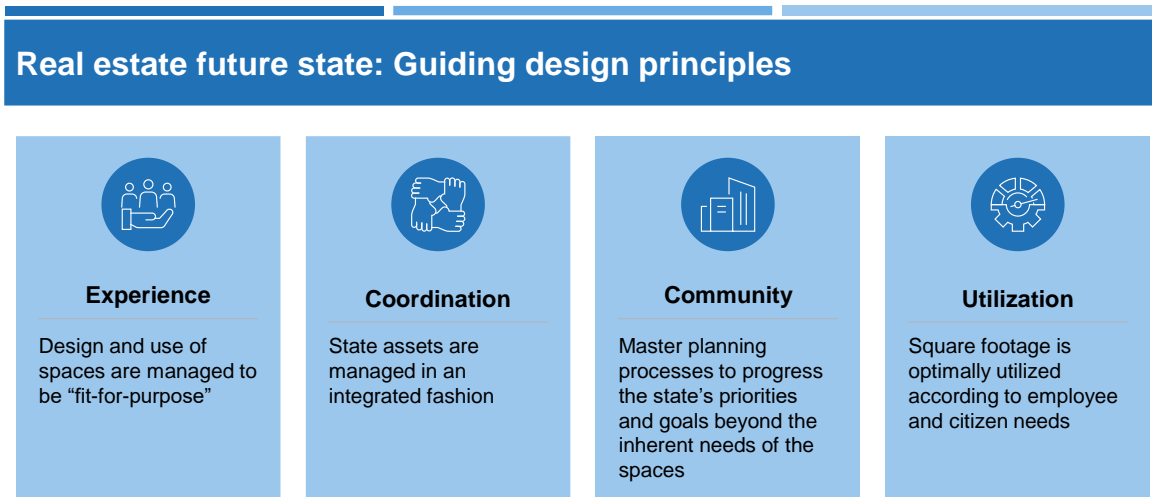 Real estate future state: Guiding design principles
Experience
Design and use of
spaces are managed to
be “fit-for-purpose”
Coordination
State assets are
managed in an
integrated fashion
Community
Master planning
processes to progress
the state’s priorities
and goals beyond the
inherent needs of the
spaces
Utilization
Square footage is
optimally utilized
according to employee
and citizen needs